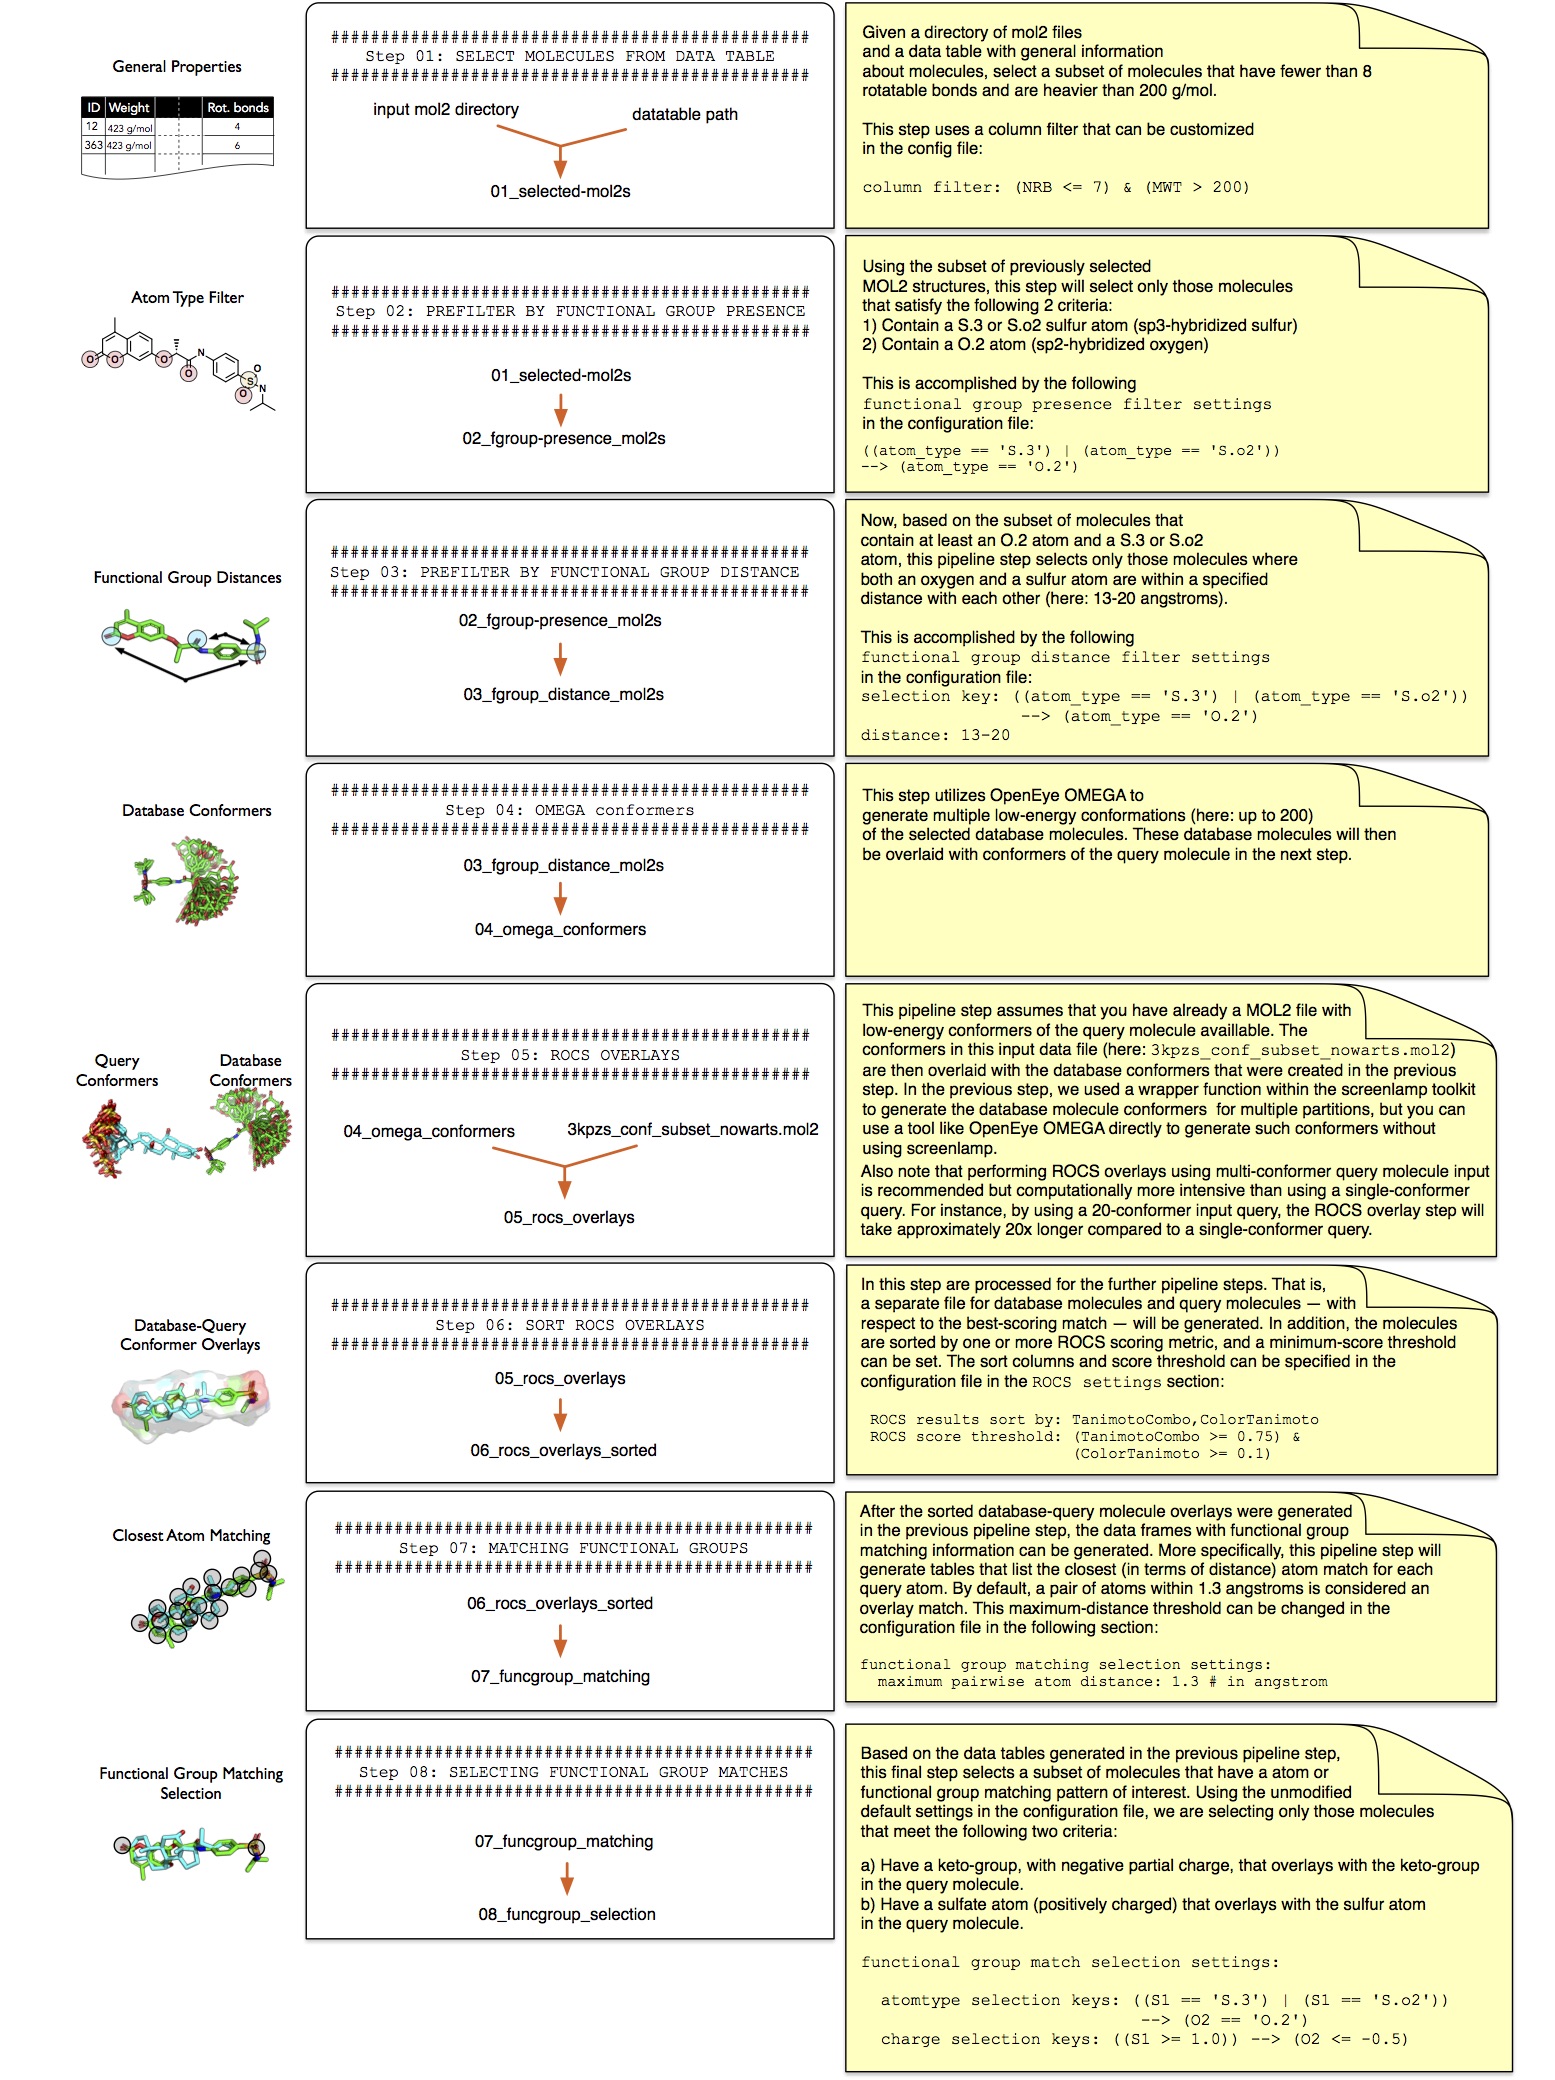 General Properties
ID Weight Rot. bonds
12 423 g/mol 4
363 423 g/mol 6
################################################
Step 01: SELECT MOLECULES FROM DATA TABLE
################################################
input mol2 directory
datatable path
01_selected-mol2s
Given a directory of mol2 files
and a data table with general information
about molecules, select a subset of molecules that have fewer than 8
rotatable bonds and are heavier than 200 g/mol.
This step uses a column filter that can be customized
in the config file:
column filter: (NRB <= 7) & (MWT > 200)
Atom Type Filter
O O O N O S O O N
################################################
Step 02: PREFILTER BY FUNCTIONAL GROUP PRESENCE
################################################
01_selected-mol2s
02_fgroup-presence_mol2s
Using the subset of previously selected
MOL2 structures, this step will select only those molecules
that satisfy the following 2 criteria:
1) Contain a S.3 or S.o2 sulfur atom (sp3-hybridized sulfur)
2) Contain a O.2 atom (sp2-hybridized oxygen)
This is accomplished by the following
functional group presence filter settings
in the configuration file:
((atom_type == 'S.3') | (atom_type == 'S.o2'))
--> (atom_type == 'O.2')
Functional Group Distances
################################################
Step 03: PREFILTER BY FUNCTIONAL GROUP DISTANCE
################################################
02_fgroup-presence_mol2s
03_fgroup_distance_mol2s
Now, based on the subset of molecules that
contain at least an O.2 atom and a S.3 or S.o2
atom, this pipeline step selects only those molecules where
both an oxygen and a sulfur atom are within a specified
distance with each other (here: 13-20 angstroms).
This is accomplished by the following
functional group distance filter settings
in the configuration file:
selection key: ((atom_type == 'S.3') | (atom_type == 'S.o2'))
--> (atom_type == 'O.2')
distance: 13-20
Database Conformers
################################################
Step 04: OMEGA conformers
################################################
03_fgroup_distance_mol2s
04_omega_conformers
This step utilizes OpenEye OMEGA to
generate multiple low-energy conformations (here: up to 200)
of the selected database molecules. These database molecules will then
be overlaid with conformers of the query molecule in the next step.
Query
Conformers
Database
Conformers
################################################
Step 05: ROCS OVERLAYS
################################################
04_omega_conformers
3kpzs_conf_subset_nowarts.mol2
05_rocs_overlays
This pipeline step assumes that you have already a MOL2 file with
low-energy conformers of the query molecule available. The
conformers in this input data file (here: 3kpzs_conf_subset_nowarts.mol2)
are then overlaid with the database conformers that were created in the previous
step. In the previous step, we used a wrapper function within the screenlamp toolkit
to generate the database molecule conformers for multiple partitions, but you can
use a tool like OpenEye OMEGA directly to generate such conformers without
using screenlamp.
Also note that performing ROCS overlays using multi-conformer query molecule input
is recommended but computationally more intensive than using a single-conformer
query. For instance, by using a 20-conformer input query, the ROCS overlay step will
take approximately 20x longer compared to a single-conformer query.
Database-Query
Conformer Overlays
################################################
Step 06: SORT ROCS OVERLAYS
################################################
05_rocs_overlays
06_rocs_overlays_sorted
In this step are processed for the further pipeline steps. That is,
a separate file for database molecules and query molecules — with
respect to the best-scoring match — will be generated. In addition, the molecules
are sorted by one or more ROCS scoring metric, and a minimum-score threshold
can be set. The sort columns and score threshold can be specified in the
configuration file in the ROCS settings section:
ROCS results sort by: TanimotoCombo,ColorTanimoto
ROCS score threshold: (TanimotoCombo >= 0.75) &
(ColorTanimoto >= 0.1)
Closest Atom Matching
################################################
Step 07: MATCHING FUNCTIONAL GROUPS
################################################
06_rocs_overlays_sorted
07_funcgroup_matching
After the sorted database-query molecule overlays were generated
in the previous pipeline step, the data frames with functional group
matching information can be generated. More specifically, this pipeline step will
generate tables that list the closest (in terms of distance) atom match for each
query atom. By default, a pair of atoms within 1.3 angstroms is considered an
overlay match. This maximum-distance threshold can be changed in the
configuration file in the following section:
functional group matching selection settings:
maximum pairwise atom distance: 1.3 # in angstrom
Functional Group Matching
Selection
################################################
Step 08: SELECTING FUNCTIONAL GROUP MATCHES
################################################
07_funcgroup_matching
08_funcgroup_selection
Based on the data tables generated in the previous pipeline step,
this final step selects a subset of molecules that have a atom or
functional group matching pattern of interest. Using the unmodified
default settings in the configuration file, we are selecting only those molecules
that meet the following two criteria:
a) Have a keto-group, with negative partial charge, that overlays with the keto-group
in the query molecule.
b) Have a sulfate atom (positively charged) that overlays with the sulfur atom
in the query molecule.
functional group match selection settings:
atomtype selection keys: ((S1 == 'S.3') | (S1 == 'S.o2'))
--> (O2 == 'O.2')
charge selection keys: ((S1 >= 1.0)) --> (O2 <= -0.5)